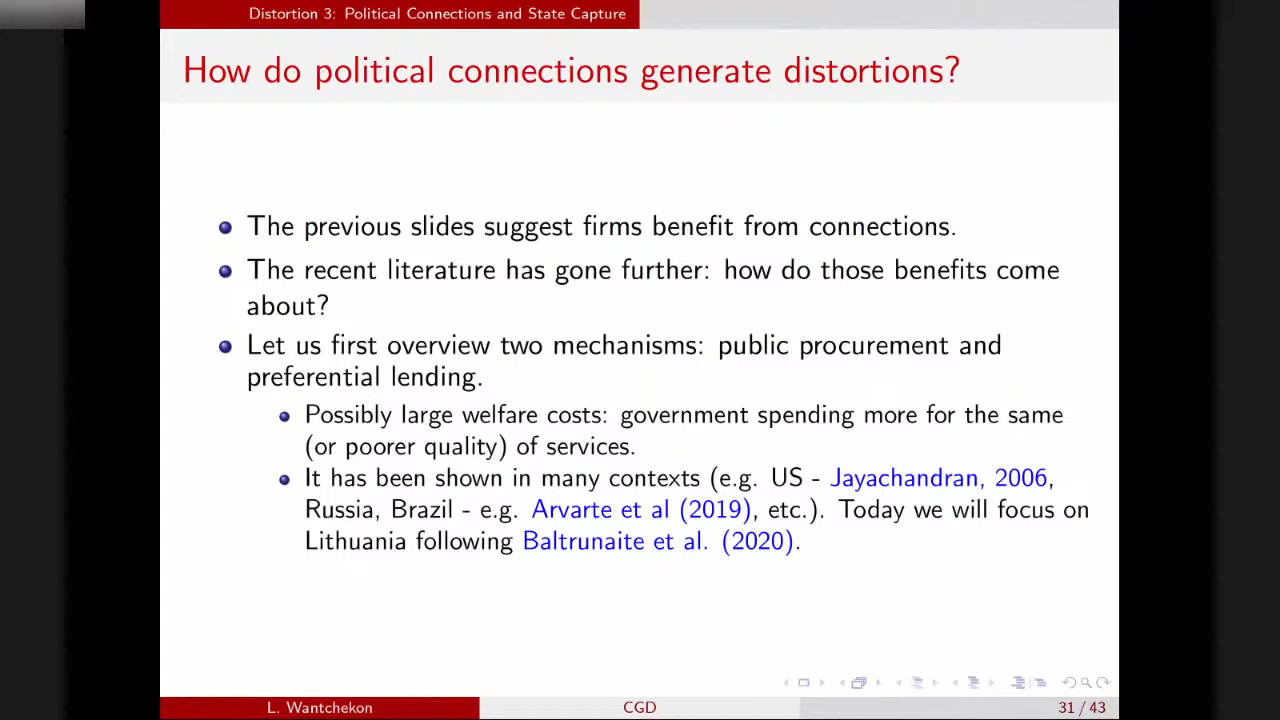 Distortion 3: Political Connections and State Capture
How do political connections generate distortions?
The previous slides suggest firms benefit from connections.
The recent literature has gone further: how do those benefits come
about?
Let us first overview two mechanisms: public procurement and
preferential lending.
Possibly large welfare costs: government spending more for the same
(or poorer quality) of services.
It has been shown in many contexts (e.g. US - Jayachandran, 2006,
Russia, Brazil - e.g. Arvarte et al (2019), etc.). Today we will focus on
Lithuania following Baltrunaite et al. (2020).
L. Wantchekon
CGD
31 / 43